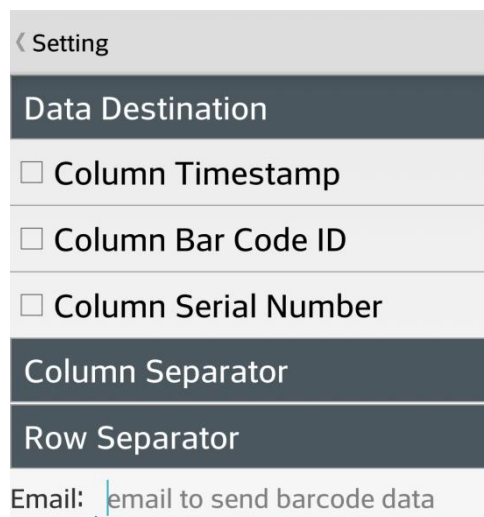 Setting
Data Destination
Column Timestamp
Column Bar Code ID
Column Serial Number
Column Separator
Row Separator
Email: email to send barcode data